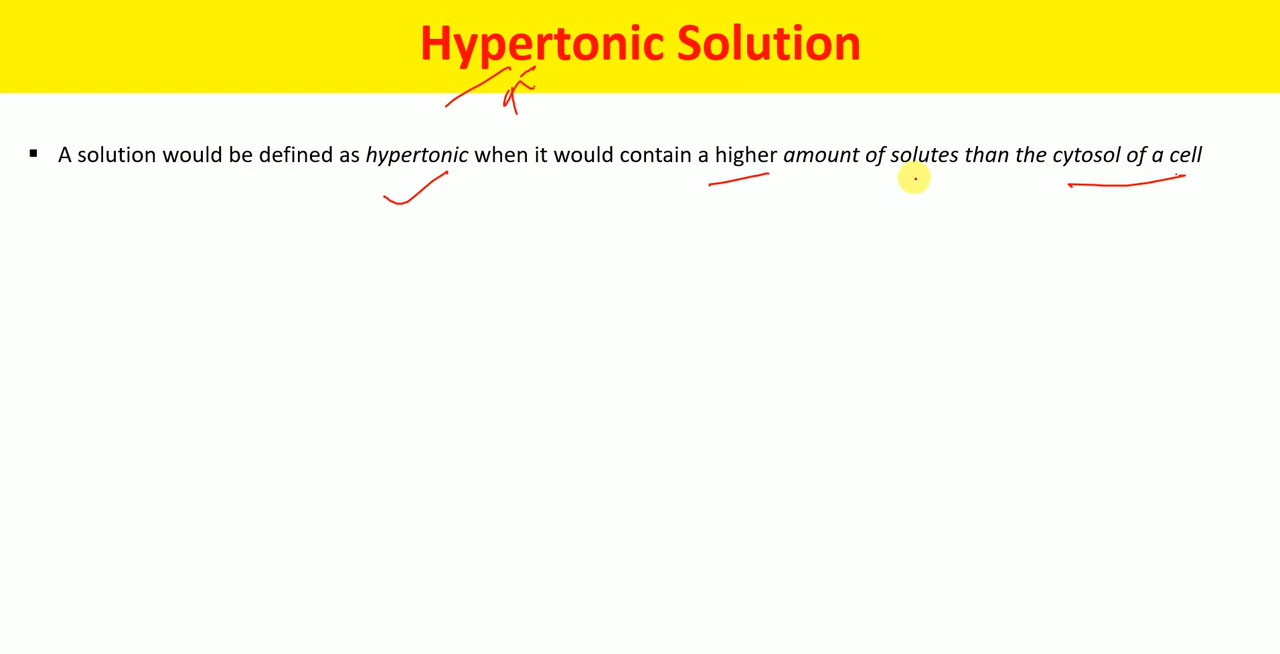 Hypertonic Solution
▪ A solution would be defined as hypertonic when it would contain a higher amount of solutes than the cytosol of a cell